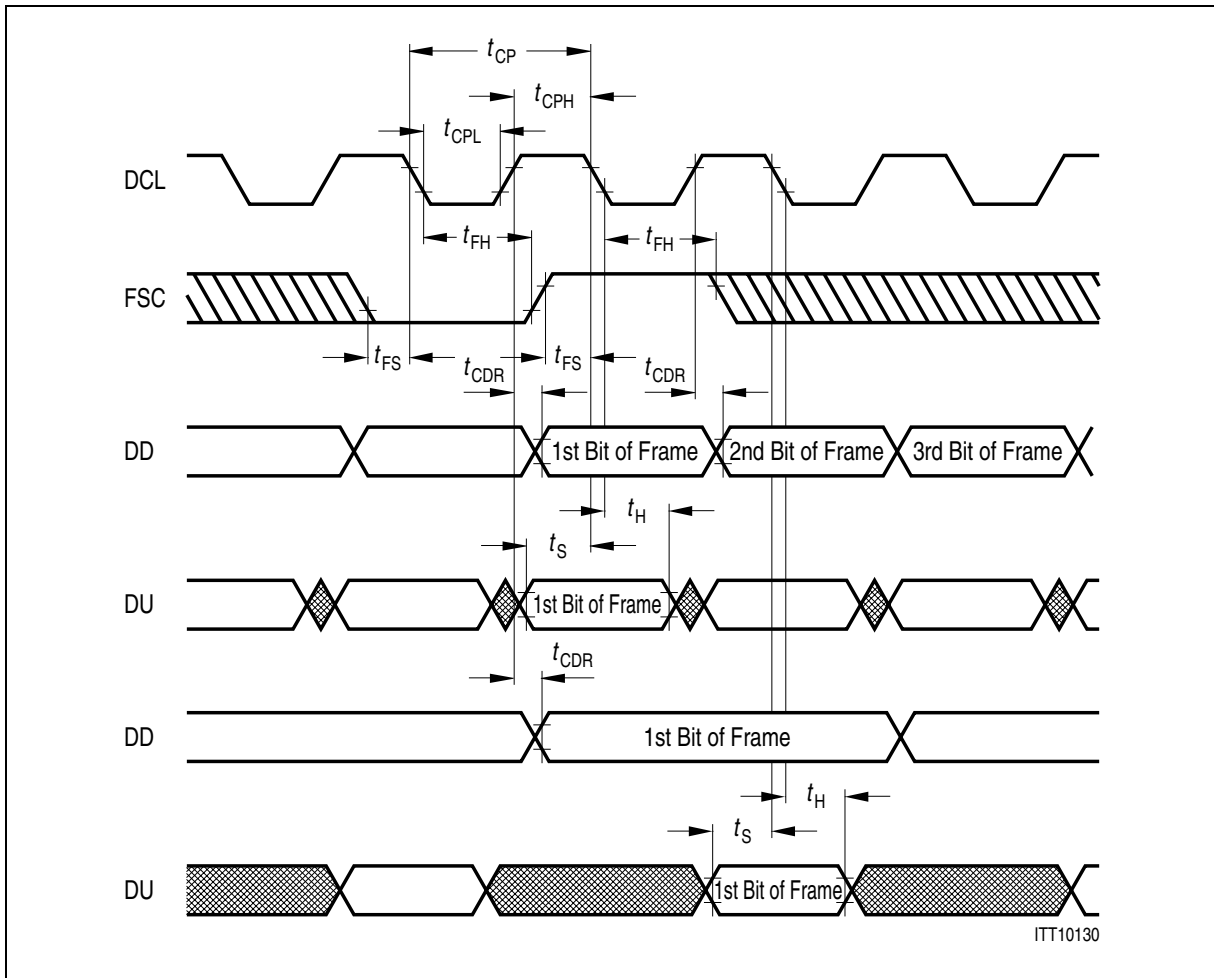 tCP
tCPH
tCPL
DCL
tFH tFH
FSC
tFS tFS
tCDR tCDR
DD 1st Bit of Frame 2nd Bit of Frame 3rd Bit of Frame
tH
tS
DU 1st Bit of Frame
tCDR
DD 1st Bit of Frame
tH
tS
DU 1st Bit of Frame
ITT10130